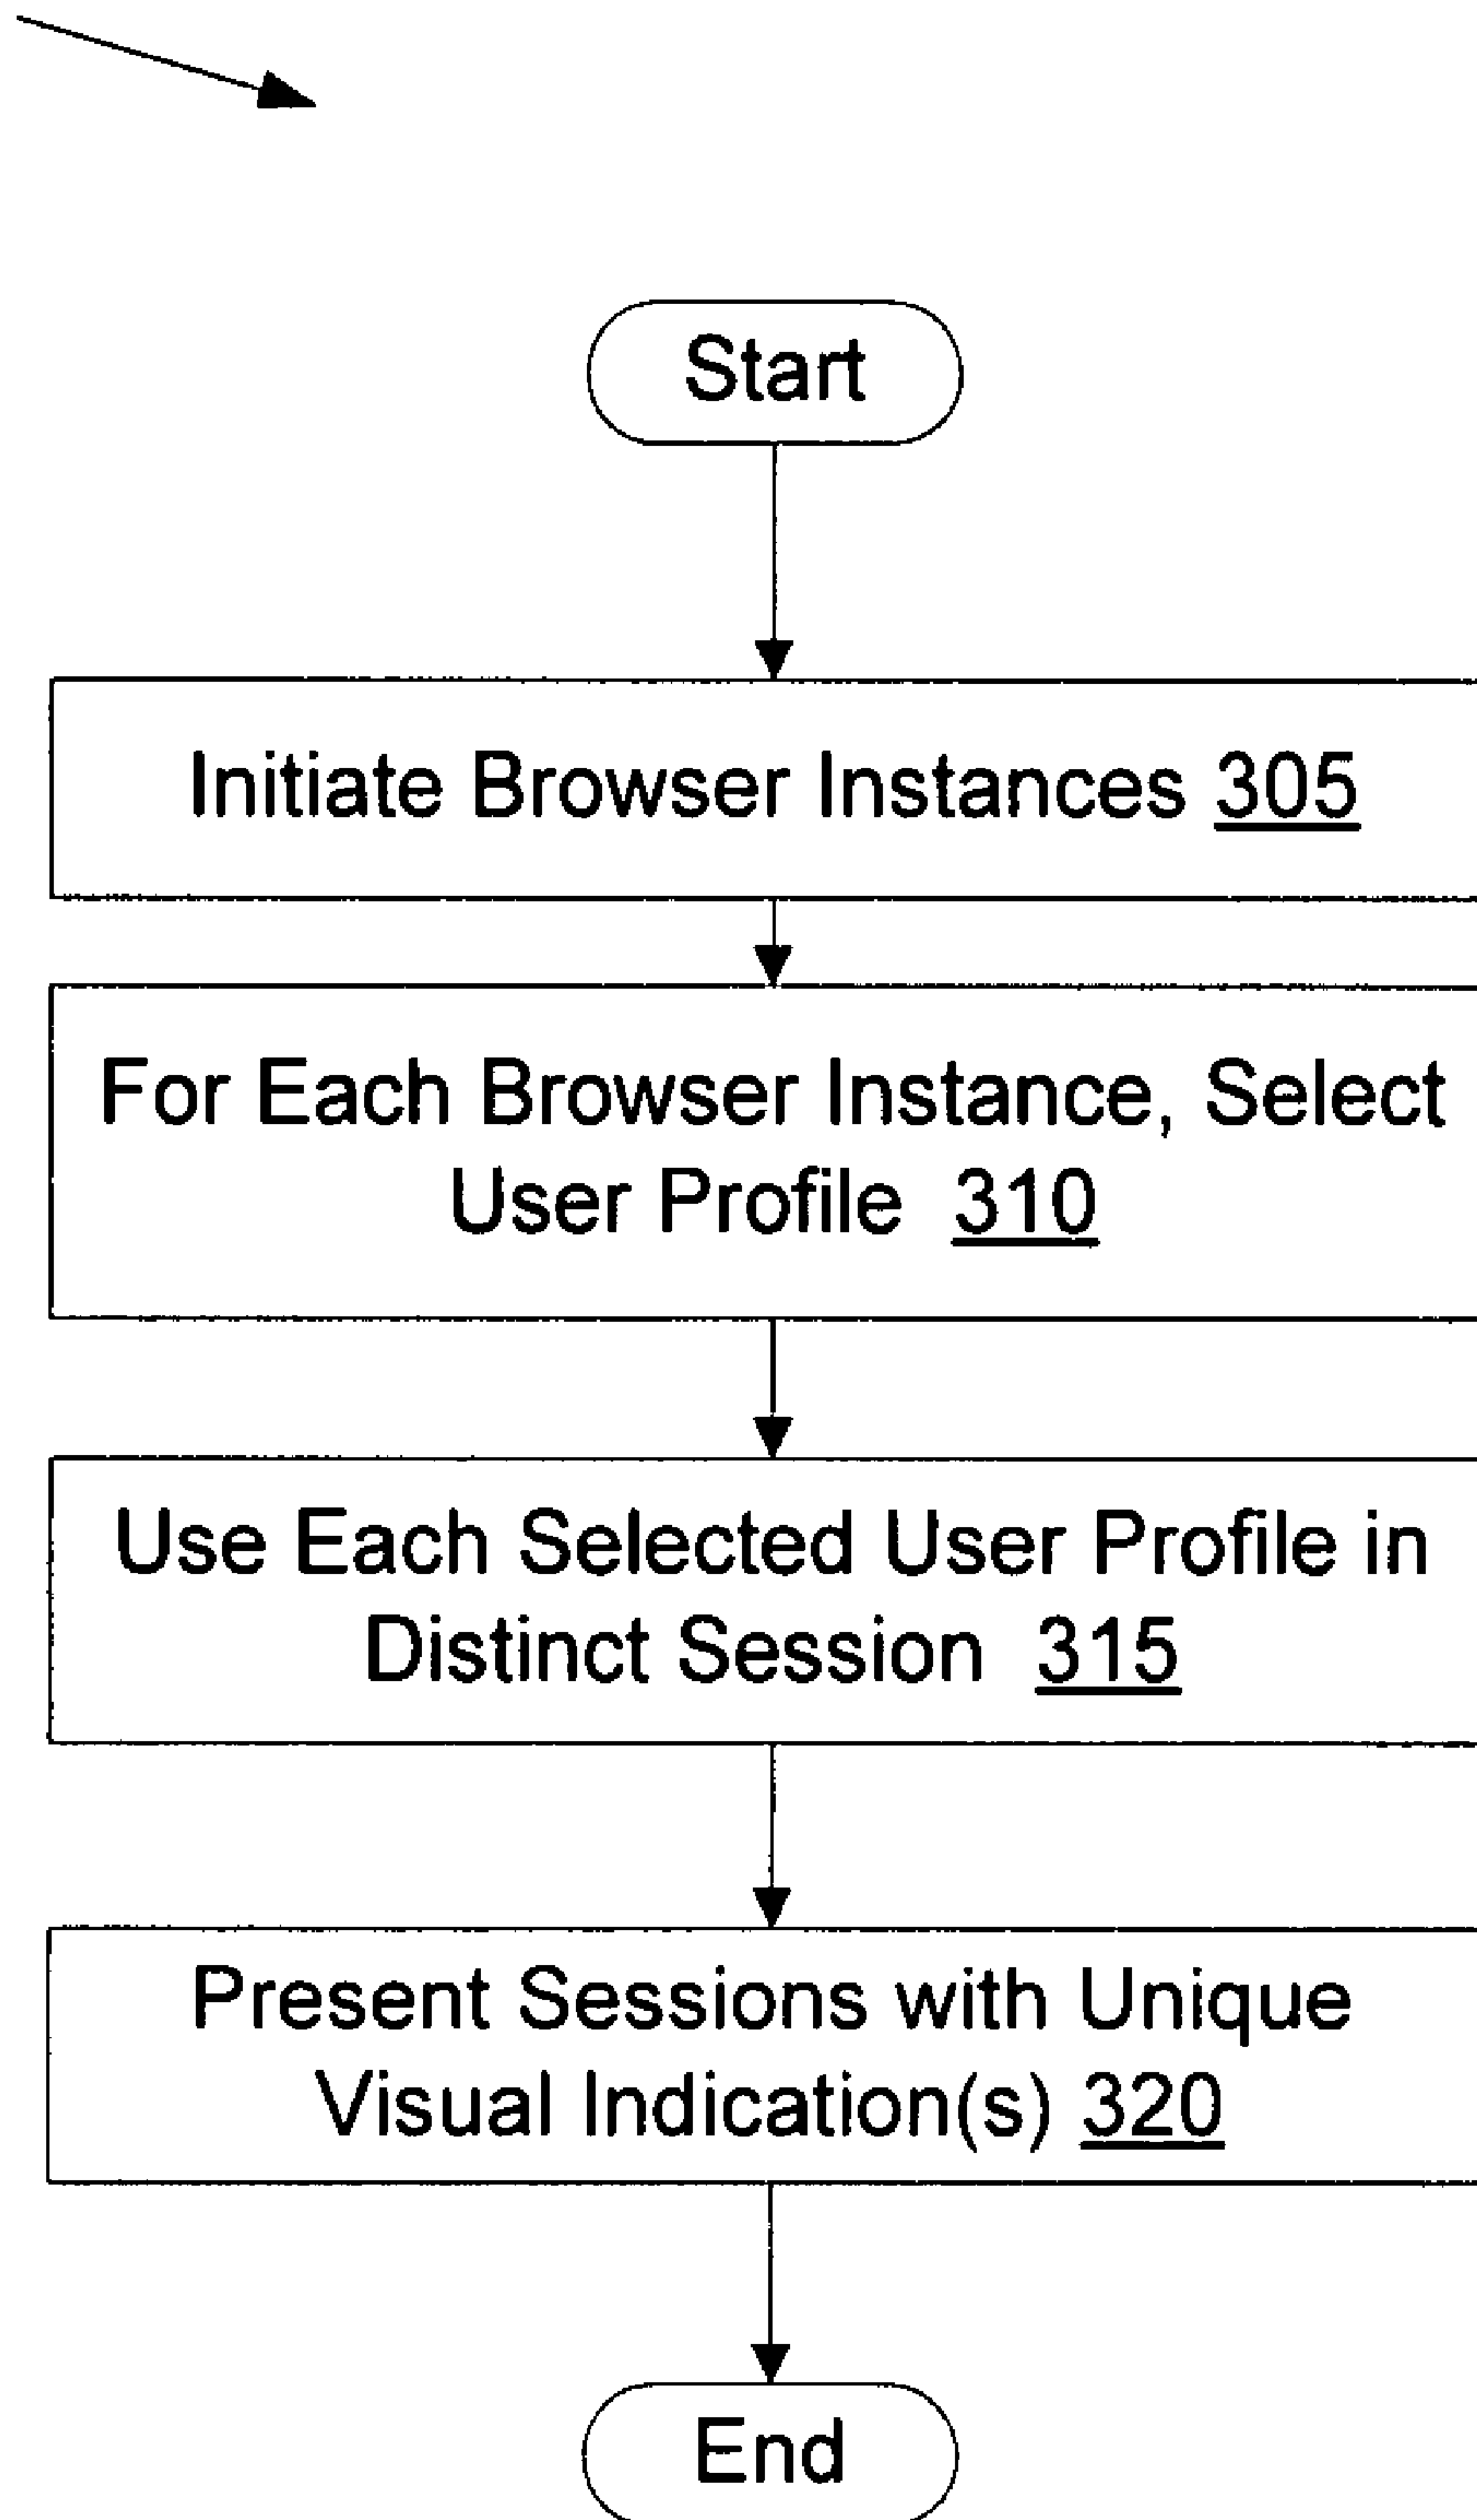 Start
Initiate Browser Instances 305
For Each Browser Instance, Select
User Profile 310
Use Each Selected User Profile in
Distinct Session 315
Present Sessions with Unique
Visual Indication(s) 320
End